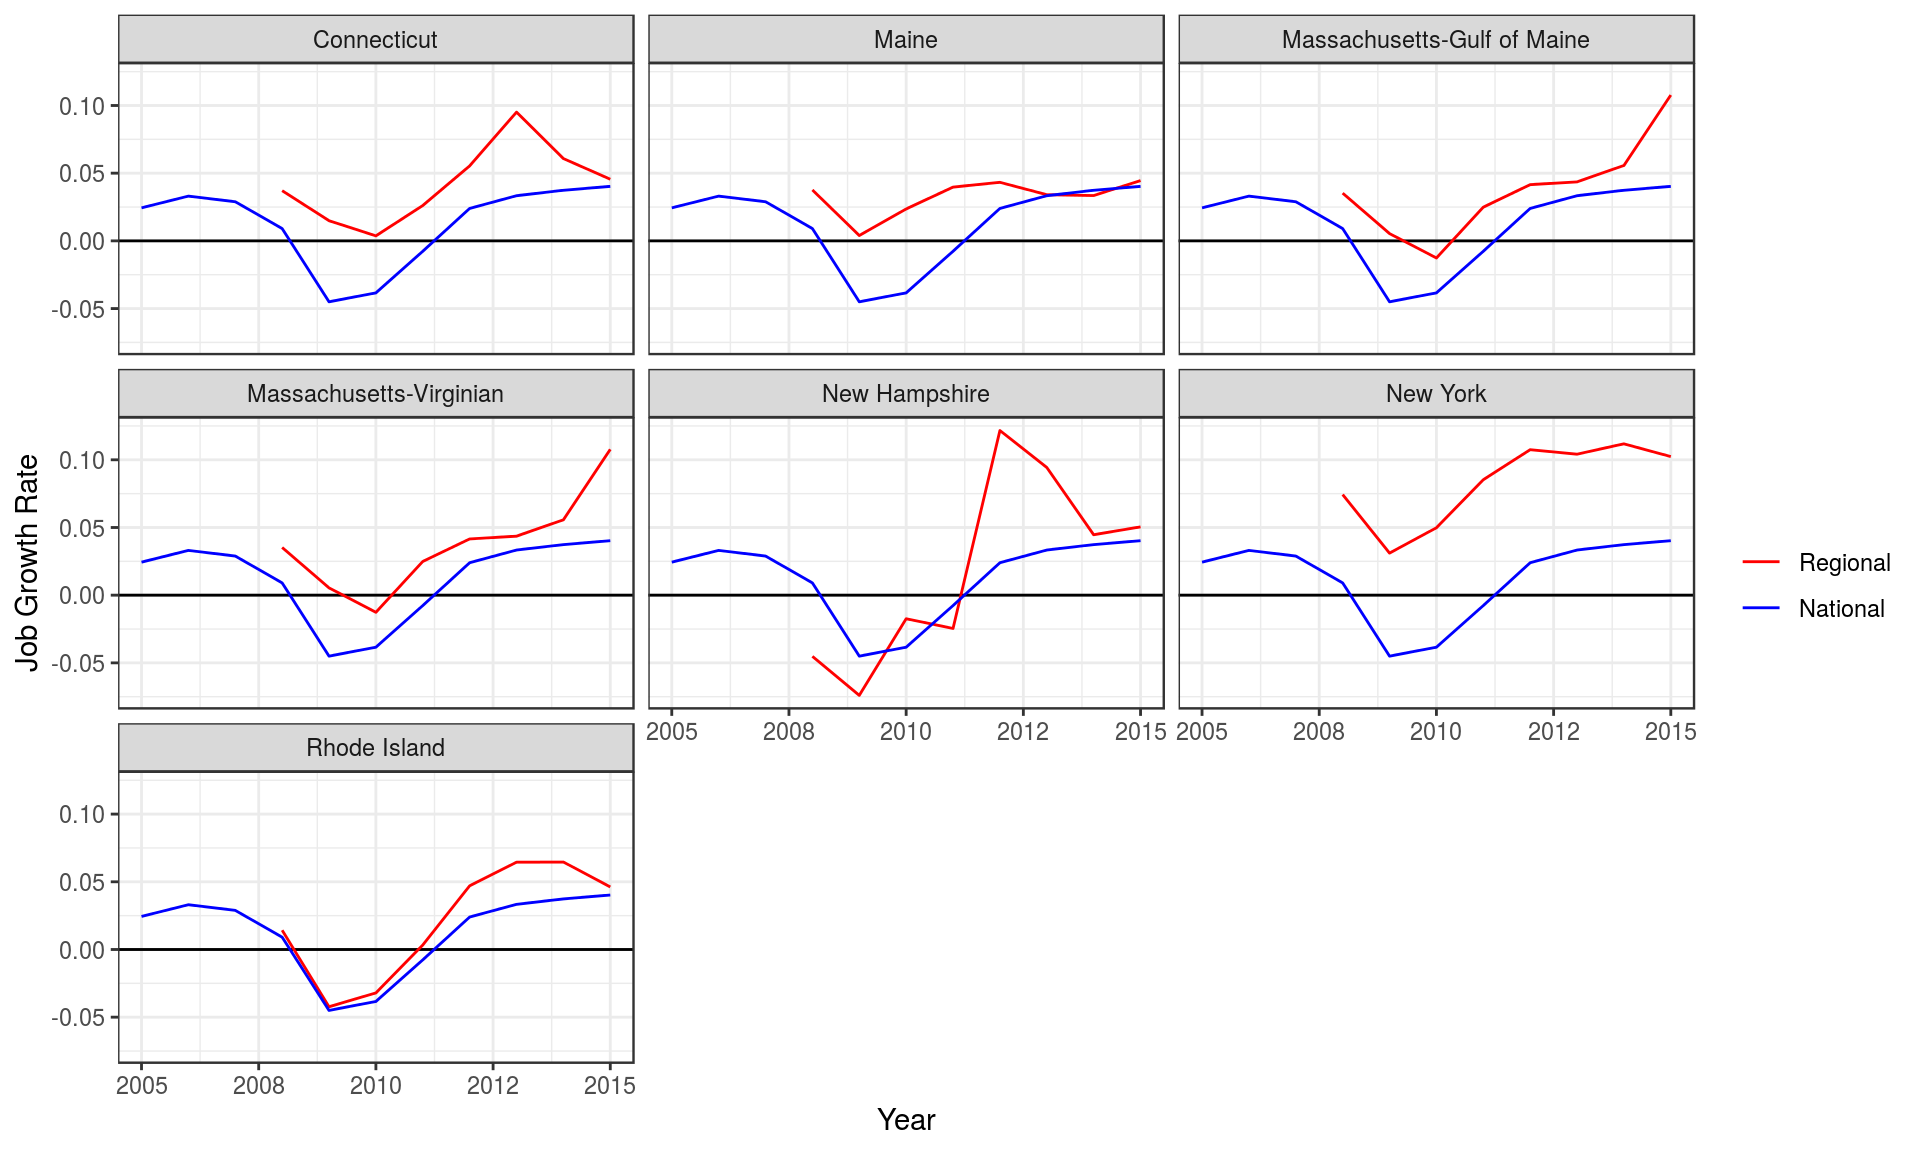 Connecticut
Maine
Massachusetts-Gulf of Maine
0.10
0.05
0.00
-0.05
Massachusetts-Virginian
New Hampshire
New York
0.10
0.05
0.00
-0.05
2005 2008 2010 2012 2015
2005 2008 2010 2012 2015
Rhode Island
0.10
0.05
0.00
-0.05
2005 2008 2010 2012 2015
Year
Job Growth Rate
Regional
National